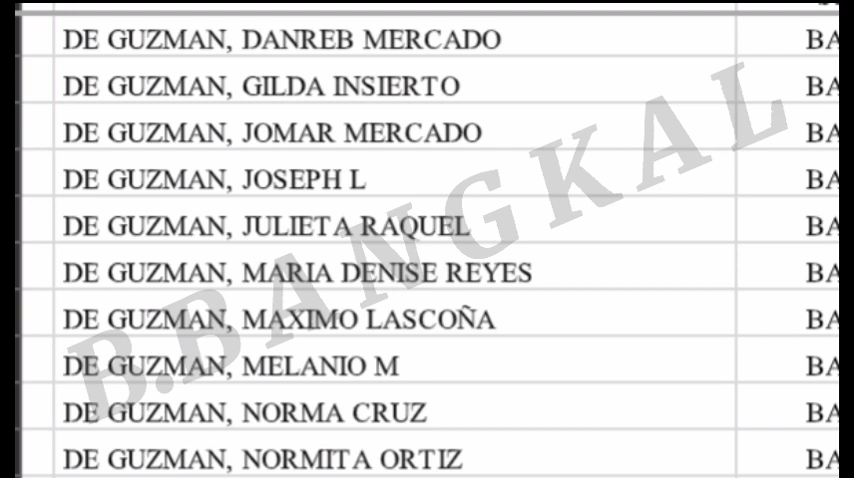 DE GUZMAN, DANREB MERCADO BA
DE GUZMAN, GILDA INSIERTO BA
DE GUZMAN, JOMAR MERCADO BA
DE GUZMAN, JOSEPH L BA
DE GUZMAN, JULIETA RAQUEL BA
DE GUZMAN, MARIA DENISE REYES BA
DE GUZMAN, MAXIMO LASCOÑA BA
DE GUZMAN, MELANIO M BA
DE GUZMAN, NORMA CRUZ BA
DE GUZMAN, NORMITA ORTIZ BA
B.BANGKAL